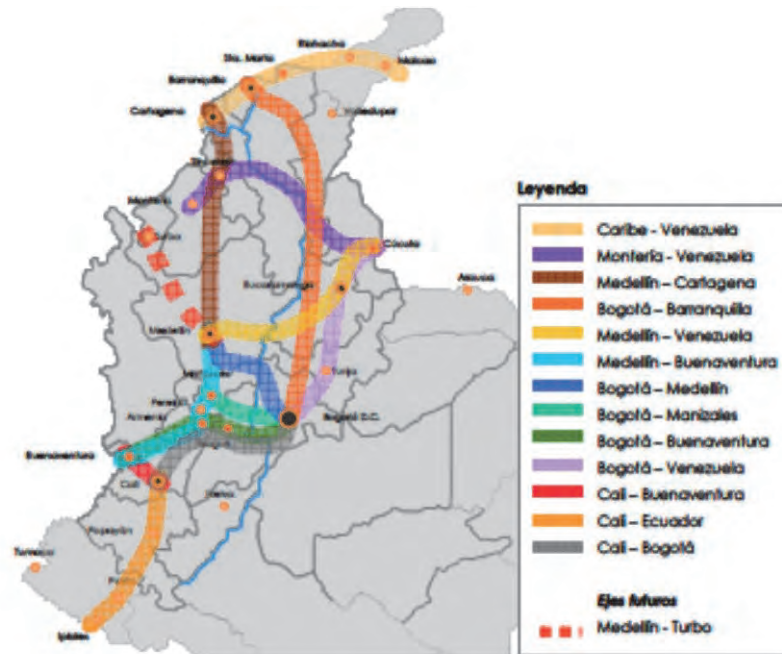 Riohacha
Sta. Marta
Maicao
Barranquilla
Valledupar
Cartagena
Sincelejo
Montería
Turbo
Cúcuta
Bucaramanga
Arauca
Medellín
Manizales
Tunja
Pereira
Armenia
Bogotá D.C.
Buenaventura
Cali
Neiva
Popayán
Tumaco
Pasto
Ipiales
Leyenda
Caribe - Venezuela
Montería - Venezuela
Medellín – Cartagena
Bogotá – Barranquilla
Medellín – Venezuela
Medellín – Buenaventura
Bogotá – Medellín
Bogotá – Manizales
Bogotá – Buenaventura
Bogotá – Venezuela
Cali – Buenaventura
Cali – Ecuador
Cali – Bogotá
Ejes futuros
Medellín - Turbo